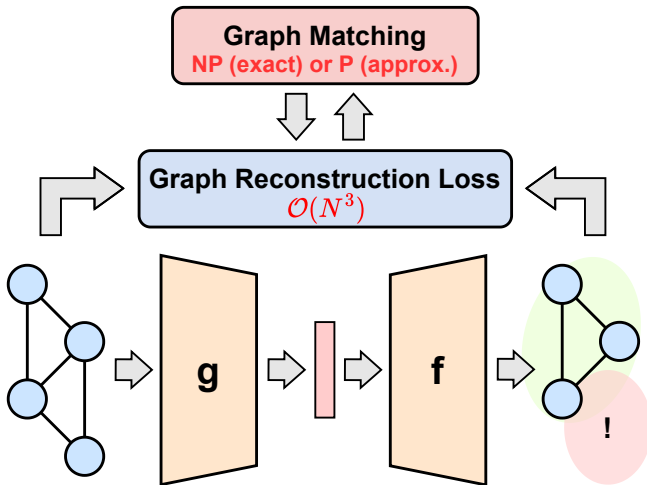 Graph Matching
NP (exact) or P (approx.)
Graph Reconstruction Loss
𝒪(N³)
g
f
!